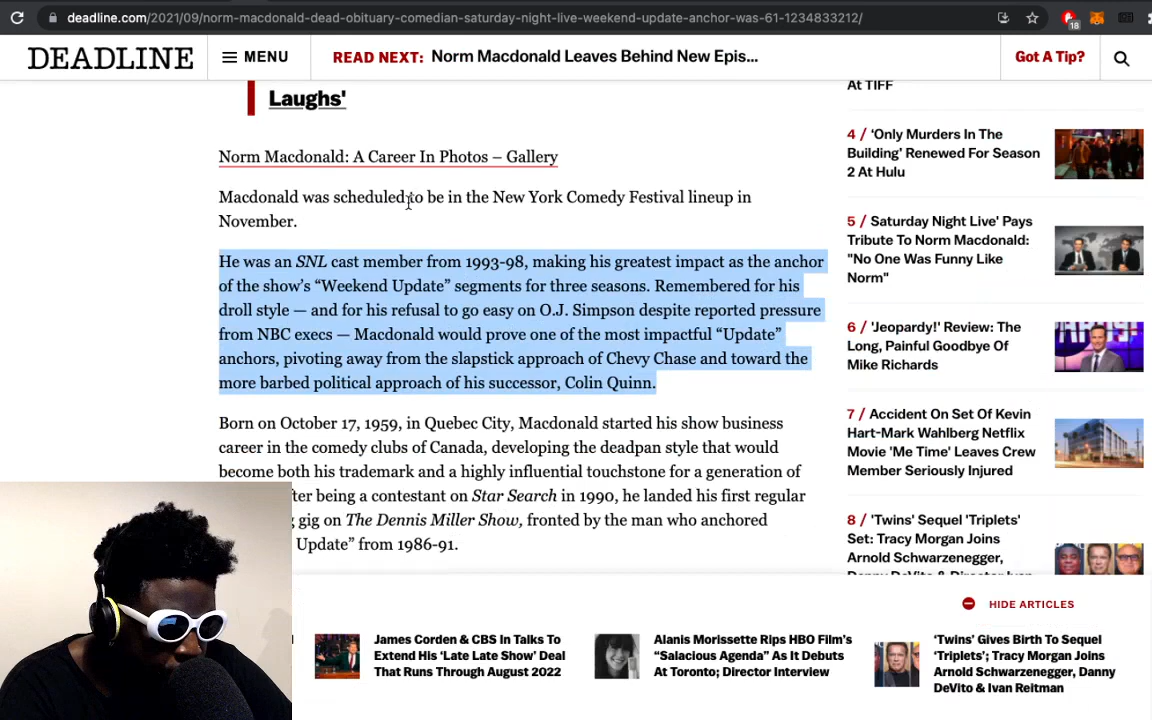 deadline.com/2021/09/norm-macdonald-dead-obituary-comedian-saturday-night-live-weekend-update-anchor-was-61-1234833212/
18
DEADLINE
MENU
READ NEXT: Norm Macdonald Leaves Behind New Epis...
Got A Tip?
Laughs'
Norm Macdonald: A Career In Photos – Gallery
Macdonald was scheduled to be in the New York Comedy Festival lineup in
November.
He was an SNL cast member from 1993-98, making his greatest impact as the anchor
of the show's “Weekend Update” segments for three seasons. Remembered for his
droll style — and for his refusal to go easy on O.J. Simpson despite reported pressure
from NBC execs — Macdonald would prove one of the most impactful “Update”
anchors, pivoting away from the slapstick approach of Chevy Chase and toward the
more barbed political approach of his successor, Colin Quinn.
Born on October 17, 1959, in Quebec City, Macdonald started his show business
career in the comedy clubs of Canada, developing the deadpan style that would
become both his trademark and a highly influential touchstone for a generation of
being a contestant on Star Search in 1990, he landed his first regular
gig on The Dennis Miller Show, fronted by the man who anchored
Update” from 1986-91.
At TIFF
4 / 'Only Murders In The
Building' Renewed For Season
2 At Hulu
5 / Saturday Night Live' Pays
Tribute To Norm Macdonald:
"No One Was Funny Like
Norm"
6 / 'Jeopardy!' Review: The
Long, Painful Goodbye Of
Mike Richards
7 / Accident On Set Of Kevin
Hart-Mark Wahlberg Netflix
Movie 'Me Time' Leaves Crew
Member Seriously Injured
8 / 'Twins' Sequel 'Triplets'
Set: Tracy Morgan Joins
Arnold Schwarzenegger,
Danny DeVito & Director Ivan
HIDE ARTICLES
James Corden & CBS In Talks To
Extend His ‘Late Late Show’ Deal
That Runs Through August 2022
Alanis Morissette Rips HBO Film's
“Salacious Agenda” As It Debuts
At Toronto; Director Interview
‘Twins’ Gives Birth To Sequel
‘Triplets’; Tracy Morgan Joins
Arnold Schwarzenegger, Danny
DeVito & Ivan Reitman